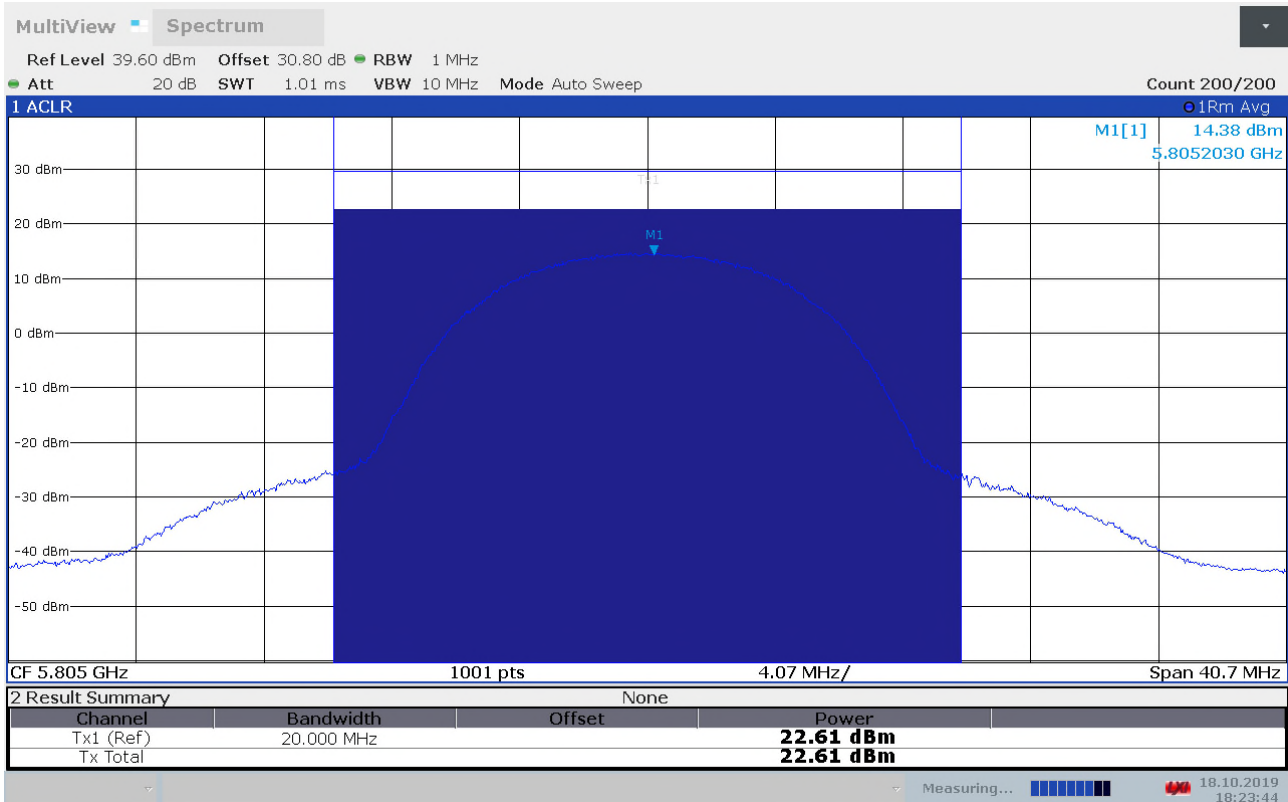 MultiView Spectrum
Ref Level 39.60 dBm Offset 30.80 dB RBW 1 MHz
Att 20 dB SWT 1.01 ms VBW 10 MHz Mode Auto Sweep Count 200/200
1 ACLR 1Rm Avg
M1[1] 14.38 dBm
5.8052030 GHz
30 dBm
Tx1
20 dBm
M1
10 dBm
0 dBm
-10 dBm
-20 dBm
-30 dBm
-40 dBm
-50 dBm
CF 5.805 GHz 1001 pts 4.07 MHz/ Span 40.7 MHz
2 Result Summary None
Channel Bandwidth Offset Power
Tx1 (Ref) 20.000 MHz 22.61 dBm
Tx Total 22.61 dBm
Measuring... LXI 18.10.2019
18:23:44